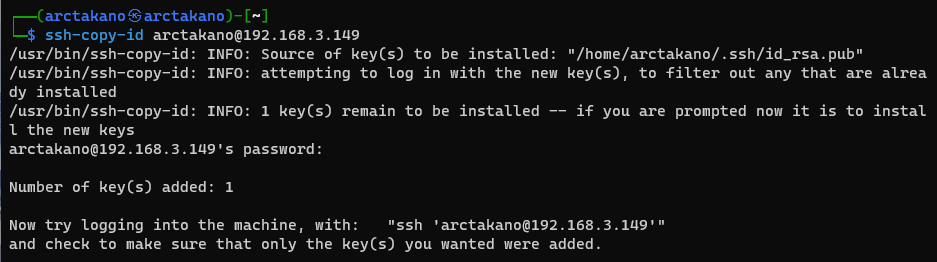 ┌──(arctakano㉿arctakano)-[~]
└─$ ssh-copy-id arctakano@192.168.3.149
/usr/bin/ssh-copy-id: INFO: Source of key(s) to be installed: "/home/arctakano/.ssh/id_rsa.pub"
/usr/bin/ssh-copy-id: INFO: attempting to log in with the new key(s), to filter out any that are alrea
dy installed
/usr/bin/ssh-copy-id: INFO: 1 key(s) remain to be installed -- if you are prompted now it is to instal
l the new keys
arctakano@192.168.3.149's password:
Number of key(s) added: 1
Now try logging into the machine, with:   "ssh 'arctakano@192.168.3.149'"
and check to make sure that only the key(s) you wanted were added.